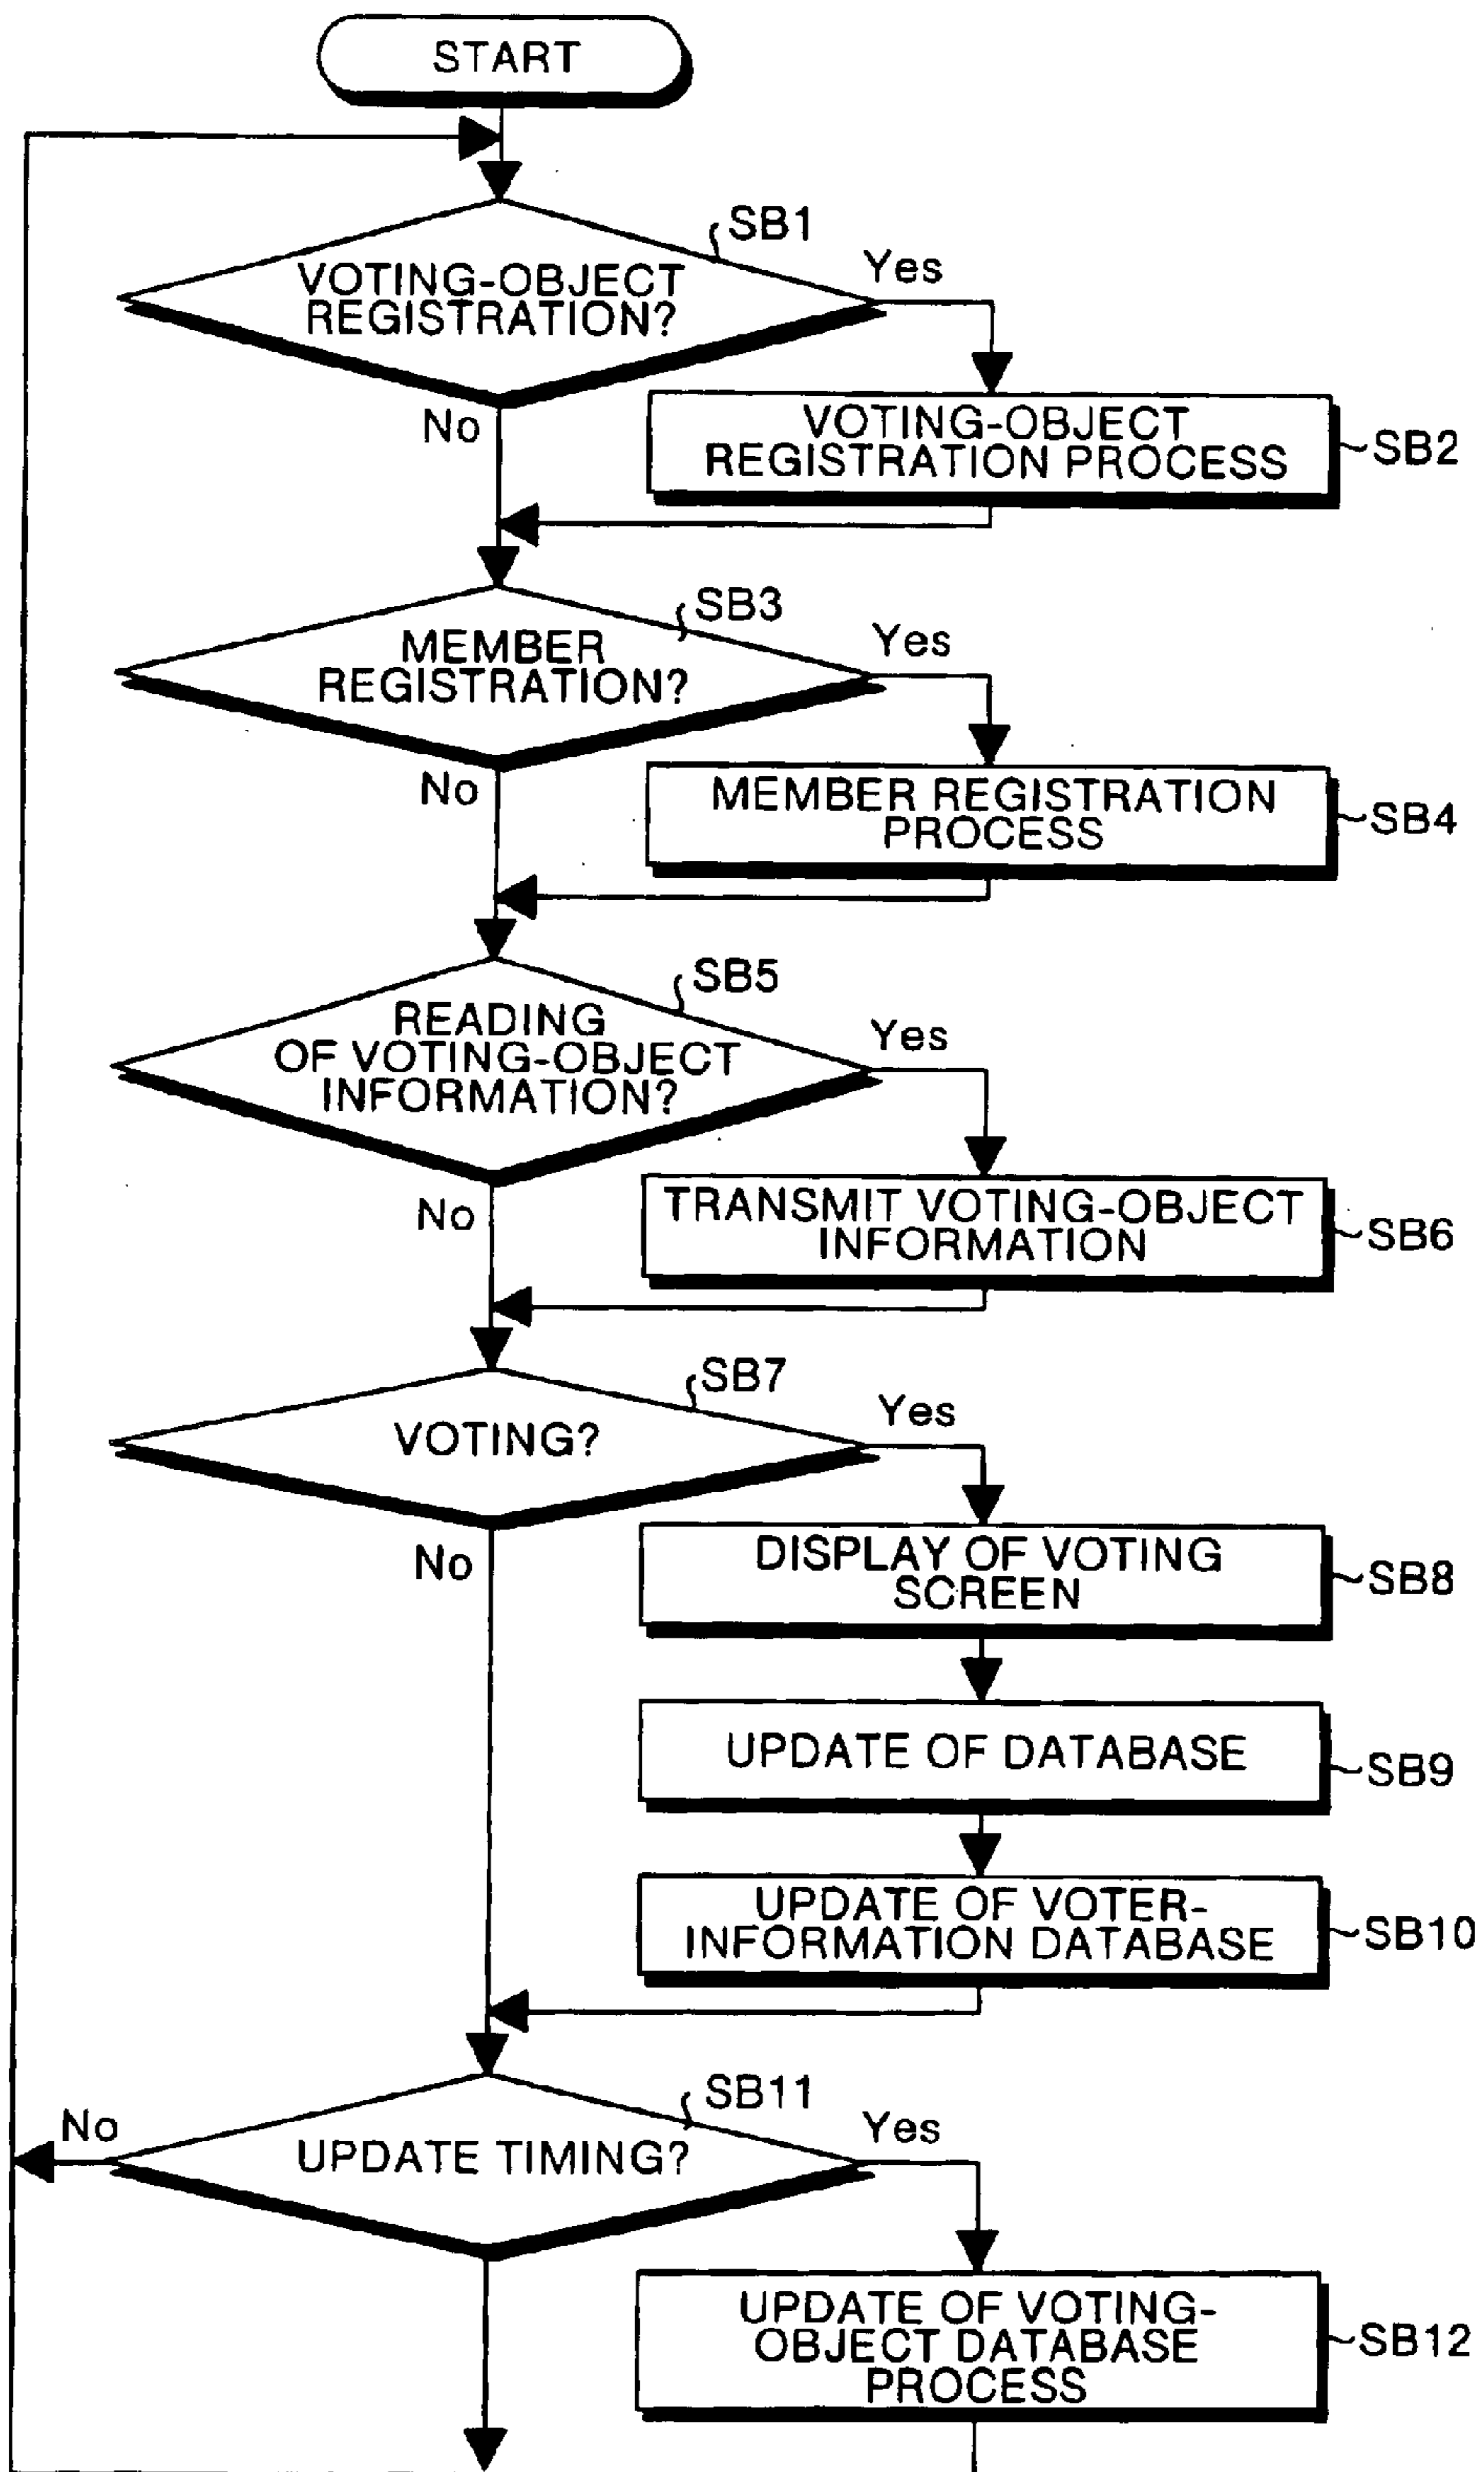 START
SB1
Yes
VOTING-OBJECT
REGISTRATION?
No
VOTING-OBJECT
REGISTRATION PROCESS
SB2
SB3
Yes
MEMBER
REGISTRATION?
No
MEMBER REGISTRATION
PROCESS
SB4
SB5
Yes
READING
OF VOTING-OBJECT
INFORMATION?
No
TRANSMIT VOTING-OBJECT
INFORMATION
SB6
SB7
Yes
VOTING?
No
DISPLAY OF VOTING
SCREEN
SB8
UPDATE OF DATABASE
SB9
UPDATE OF VOTER-
INFORMATION DATABASE
SB10
SB11
No
Yes
UPDATE TIMING?
UPDATE OF VOTING-
OBJECT DATABASE
PROCESS
SB12